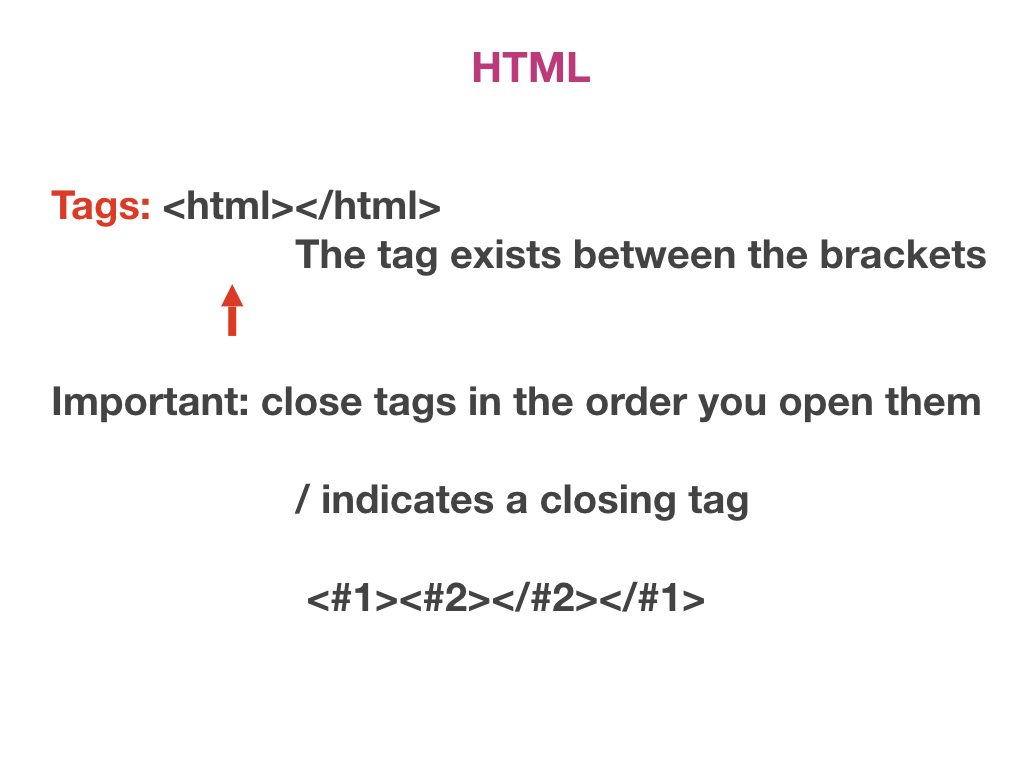 HTML
Tags: <html></html>
The tag exists between the brackets
Important: close tags in the order you open them
/ indicates a closing tag
<#1><#2></#2></#1>